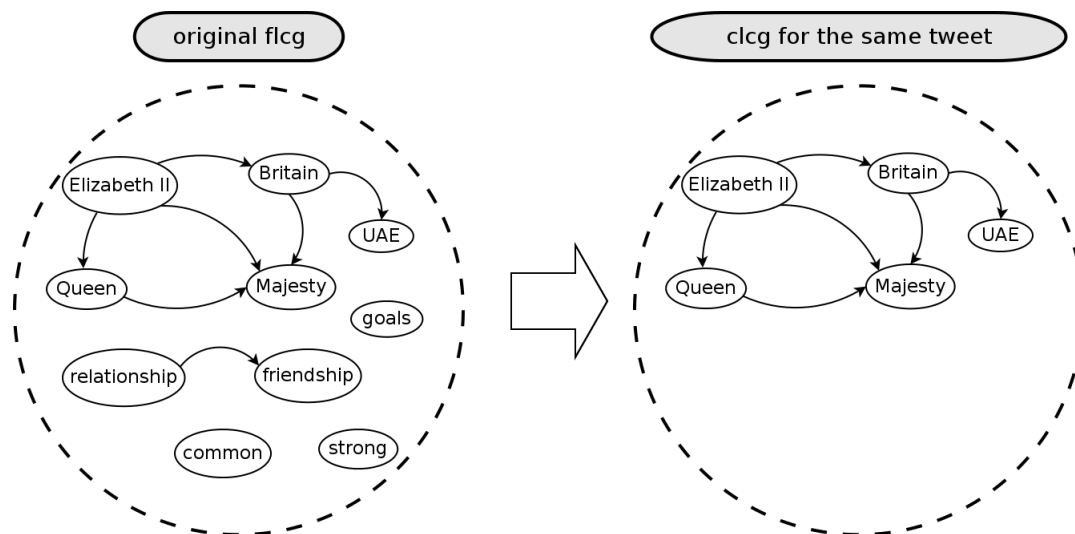 original flcg
Elizabeth II
Britain
UAE
Queen
Majesty
goals
relationship
friendship
common
strong
clcg for the same tweet
Elizabeth II
Britain
UAE
Queen
Majesty